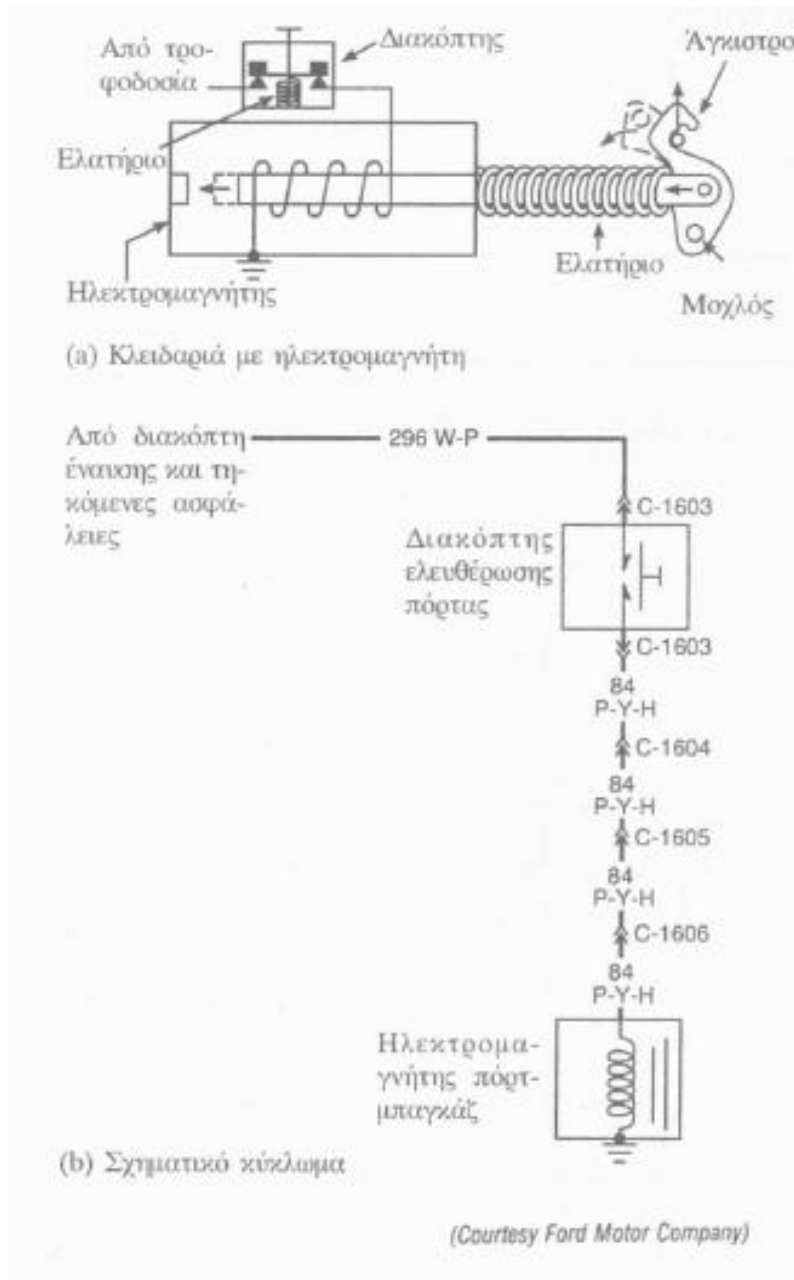 Από τρο-
φοδοσία
Διακόπτης
Άγκιστρο
Ελατήριο
Ηλεκτρομαγνήτης
Ελατήριο
Μοχλός
(a) Κλειδαριά με ηλεκτρομαγνήτη
Από διακόπτη
έναυσης και τη-
κόμενες ασφά-
λειες
296 W-P
C-1603
Διακόπτης
ελευθέρωσης
πόρτας
C-1603
84
P-Y-H
C-1604
84
P-Y-H
C-1605
84
P-Y-H
C-1606
84
P-Y-H
Ηλεκτρομα-
γνήτης πόρτ-
μπαγκάζ
(b) Σχηματικό κύκλωμα
(Courtesy Ford Motor Company)